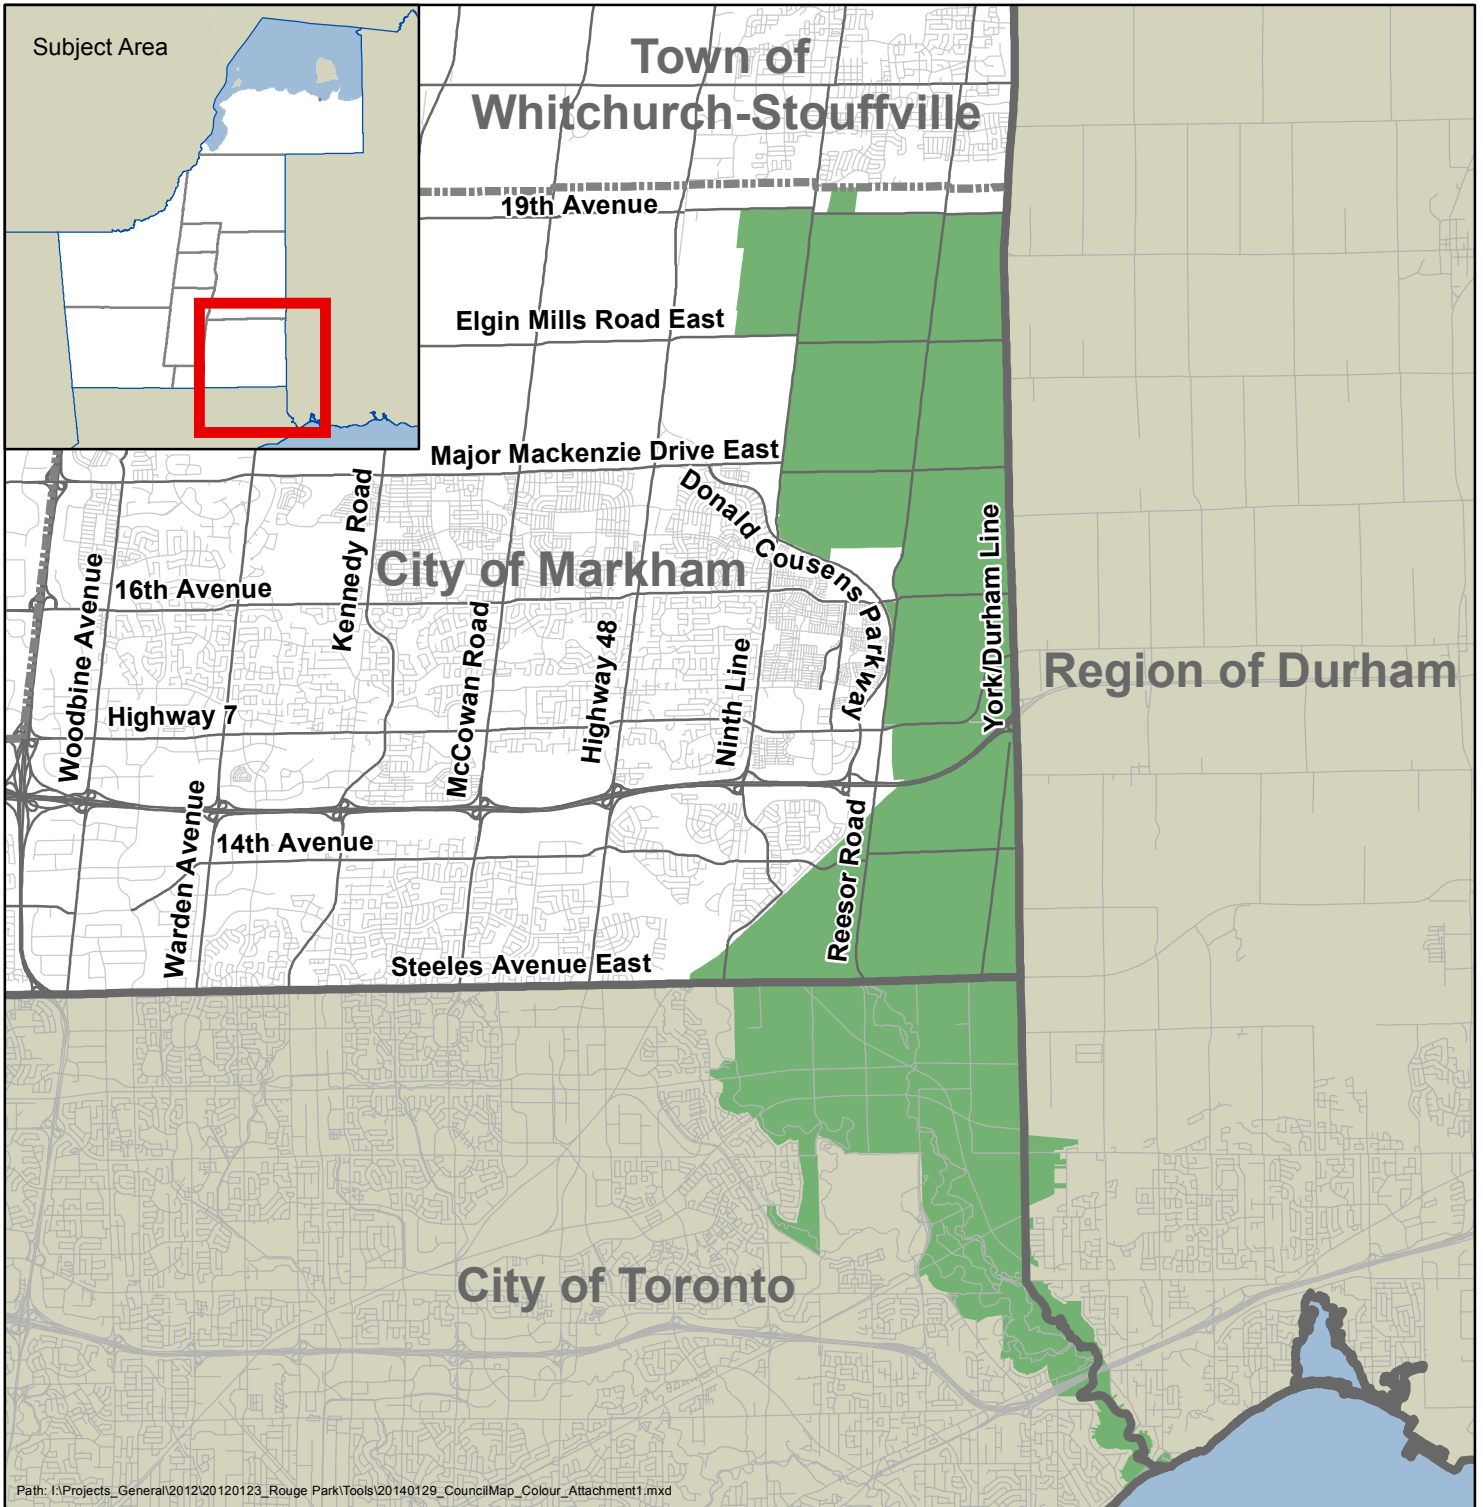 Subject Area
Town of
Whitchurch-Stouffville
19th Avenue
Elgin Mills Road East
Major Mackenzie Drive East
Donald Cousens Parkway
Kennedy Road
City of Markham
16th Avenue
Woodbine Avenue
McCowan Road
Highway 48
Ninth Line
York/Durham Line
Region of Durham
Highway 7
Warden Avenue
14th Avenue
Reesor Road
Steeles Avenue East
City of Toronto
Path: I:\Projects_General\2012\20120123_Rouge Park\Tools\20140129_CouncilMap_Colour_Attachment1.mxd